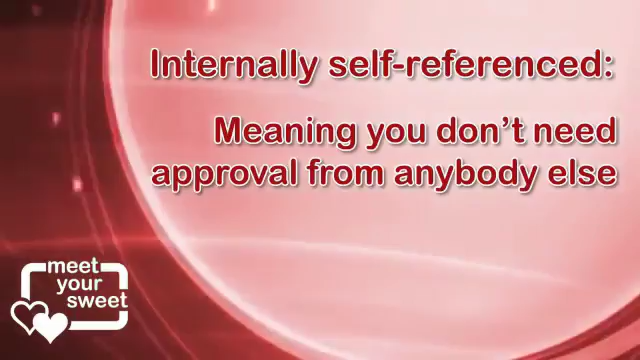 Internally self-referenced:
Meaning you don't need
approval from anybody else
meet
your
sweet